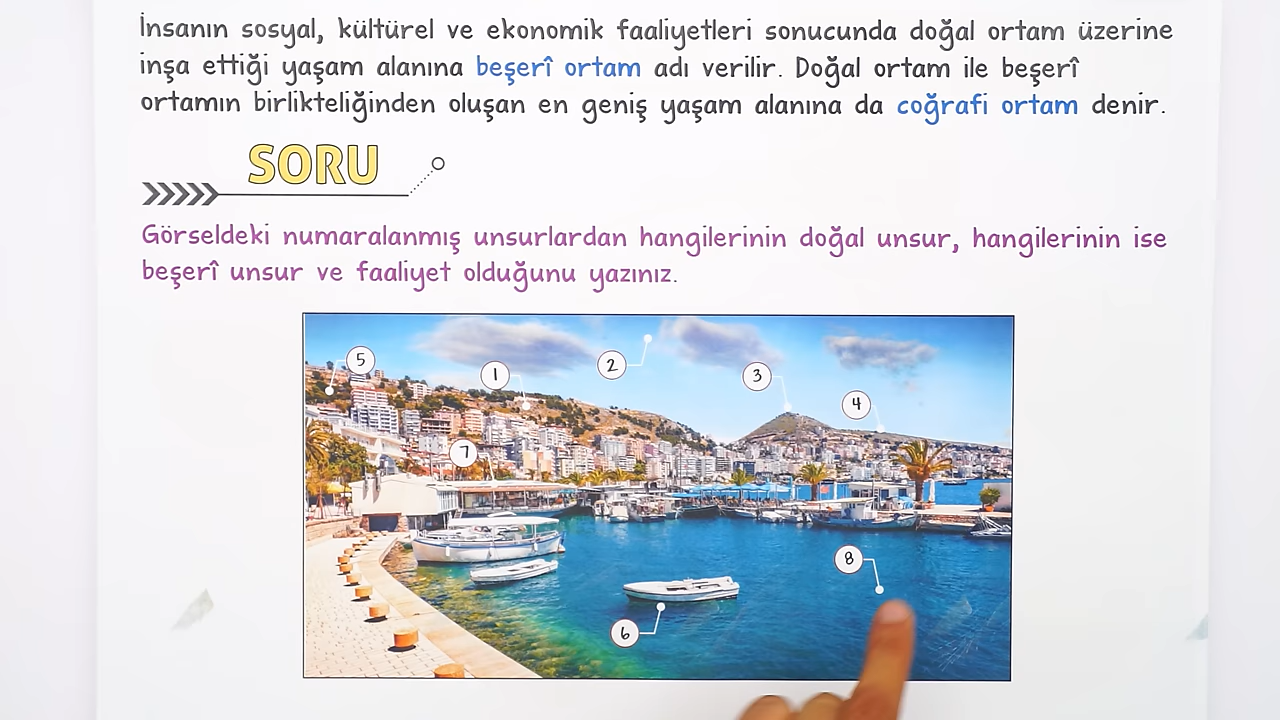 İnsanın sosyal, kültürel ve ekonomik faaliyetleri sonucunda doğal ortam üzerine
inşa ettiği yaşam alanına beşerî ortam adı verilir. Doğal ortam ile beşerî
ortamın birlikteliğinden oluşan en geniş yaşam alanına da coğrafi ortam denir.
SORU
Görseldeki numaralanmış unsurlardan hangilerinin doğal unsur, hangilerinin ise
beşerî unsur ve faaliyet olduğunu yazınız.
5
1
2
3
4
7
8
6